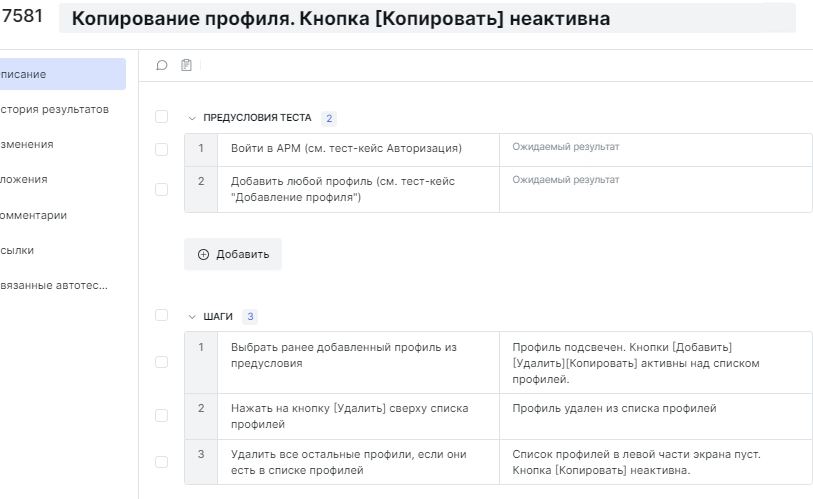 7581 Копирование профиля. Кнопка [Копировать] неактивна
писание
стория результатов
зменения
ложения
омментарии
сылки
вязанные автотес...
ПРЕДУСЛОВИЯ ТЕСТА 2
1 Войти в АРМ (см. тест-кейс Авторизация) Ожидаемый результат
2 Добавить любой профиль (см. тест-кейс Ожидаемый результат
"Добавление профиля")
Добавить
ШАГИ 3
1 Выбрать ранее добавленный профиль из
предусловия
Профиль подсвечен. Кнопки [Добавить]
[Удалить][Копировать] активны над списком
профилей.
2 Нажать на кнопку [Удалить] сверху списка
профилей
Профиль удален из списка профилей
3 Удалить все остальные профили, если они
есть в списке профилей
Список профилей в левой части экрана пуст.
Кнопка [Копировать] неактивна.